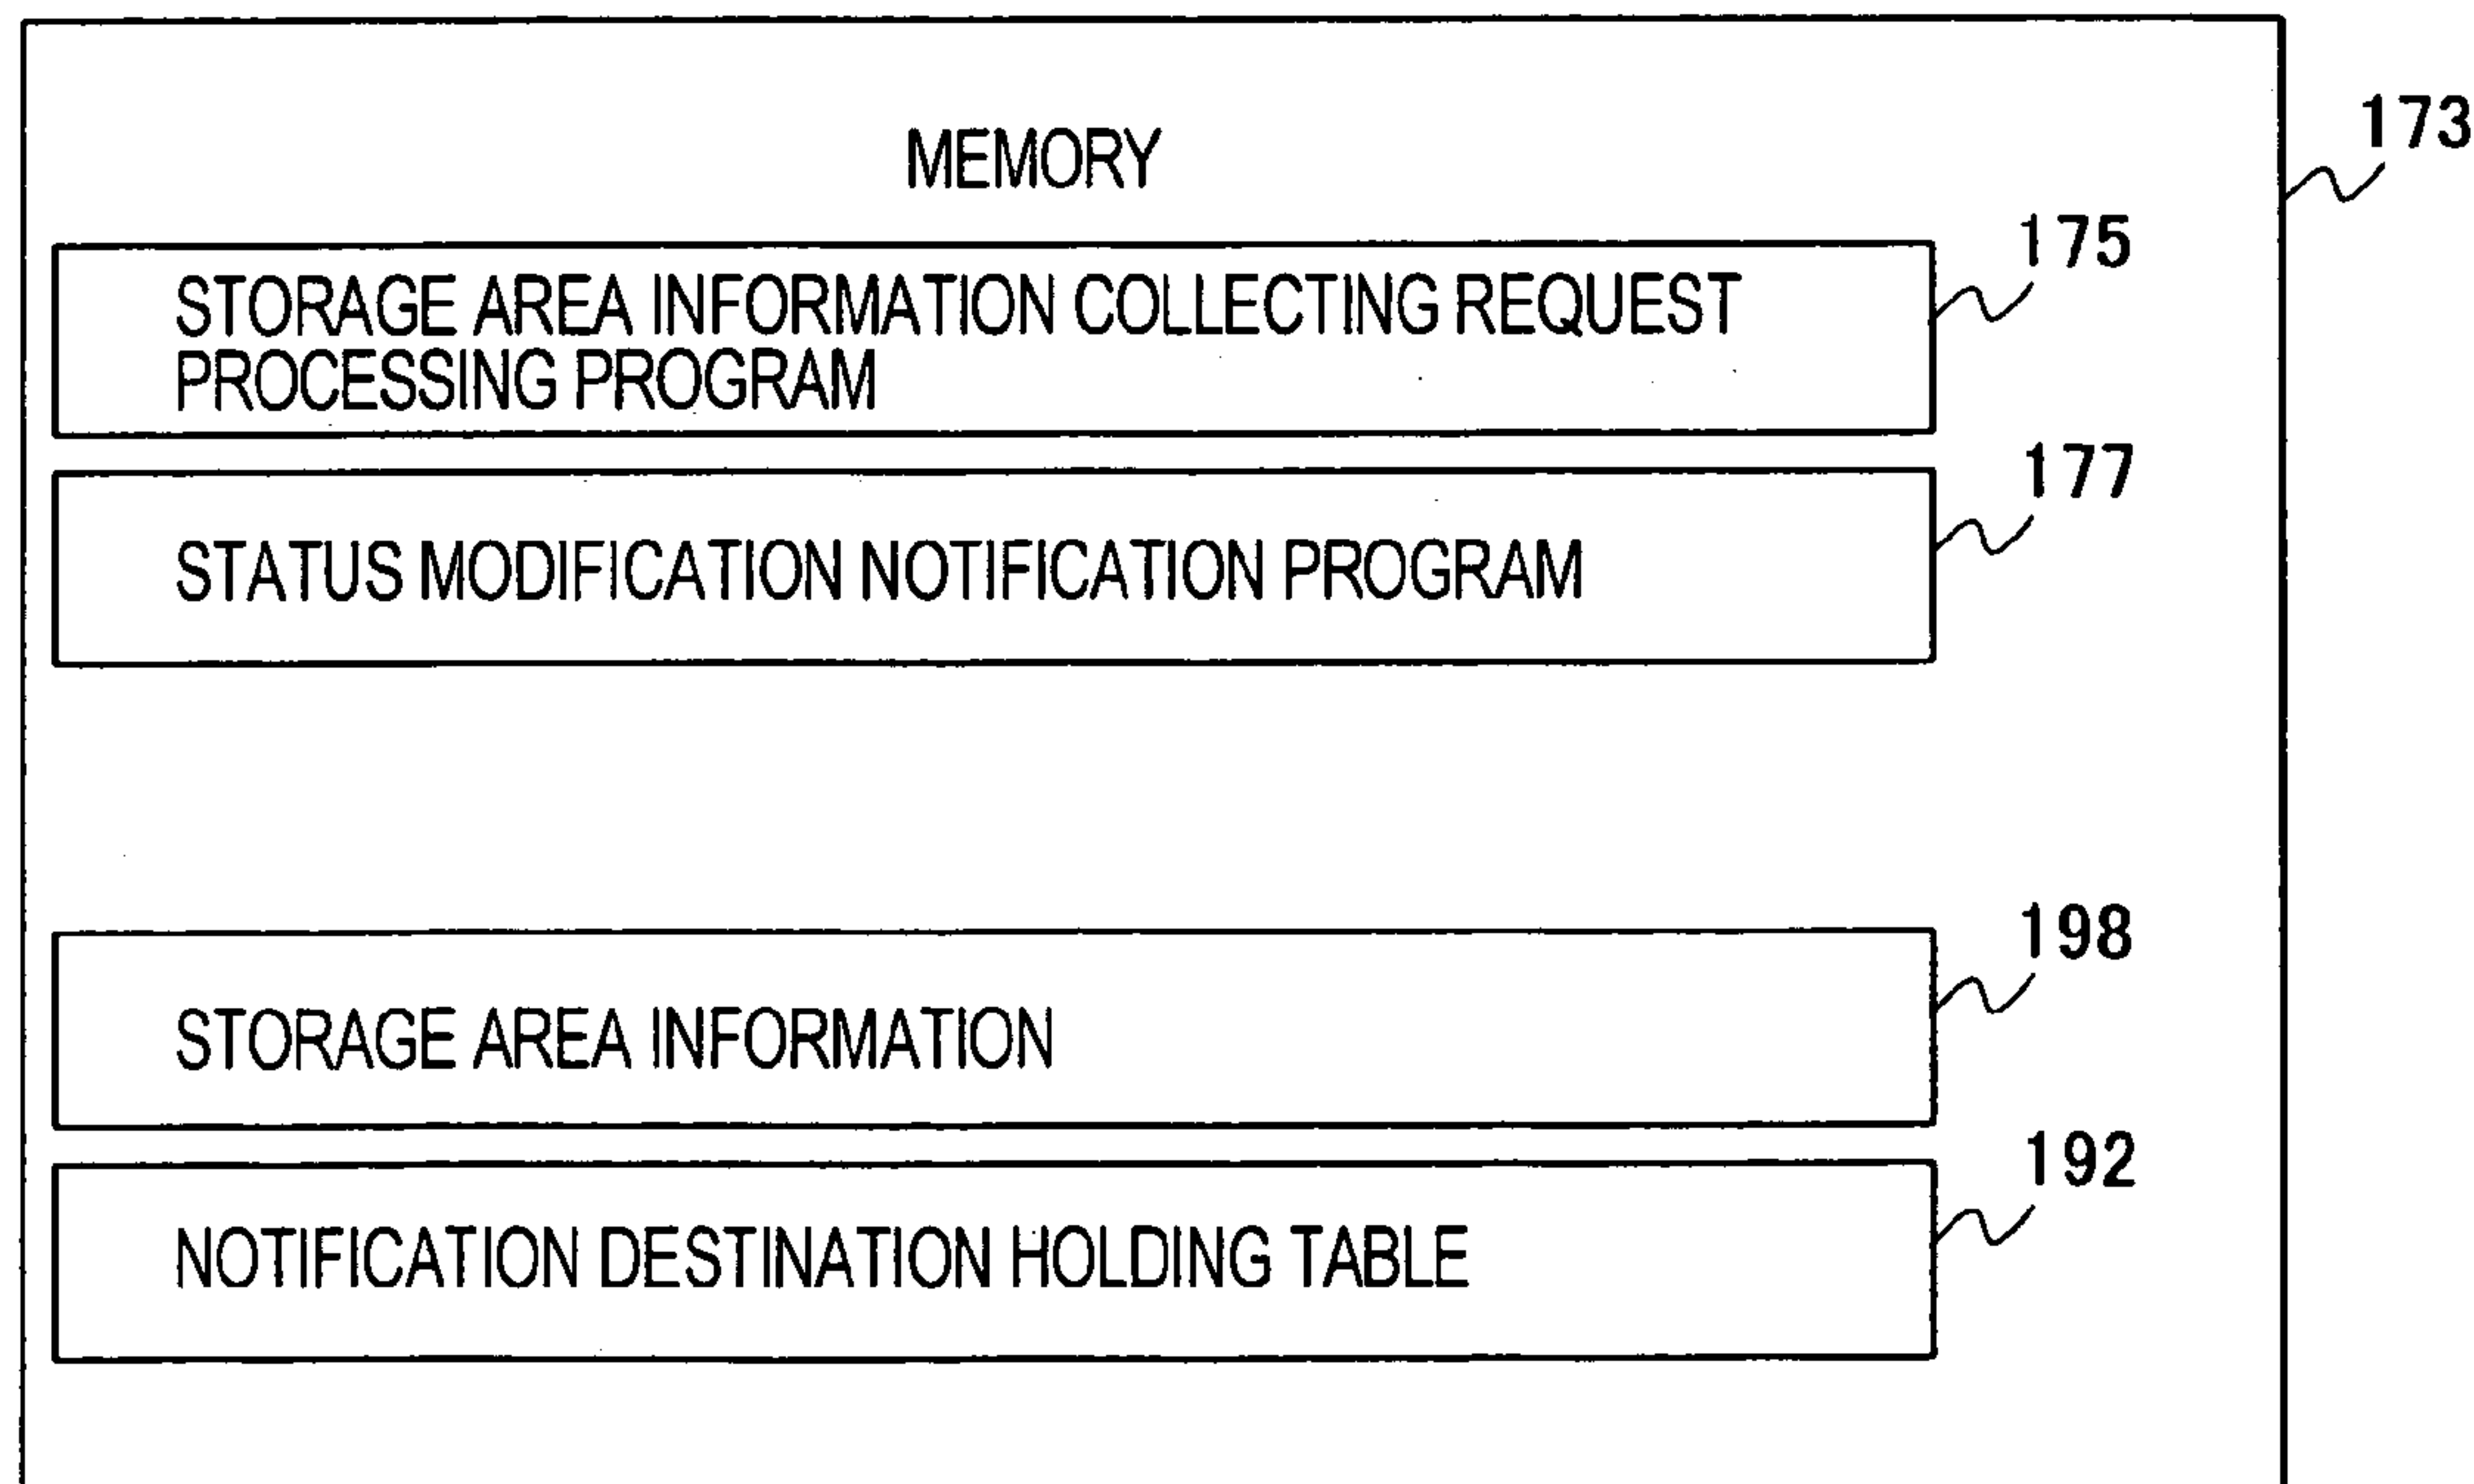 173
MEMORY
175
STORAGE AREA INFORMATION COLLECTING REQUEST
PROCESSING PROGRAM
177
STATUS MODIFICATION NOTIFICATION PROGRAM
198
STORAGE AREA INFORMATION
192
NOTIFICATION DESTINATION HOLDING TABLE